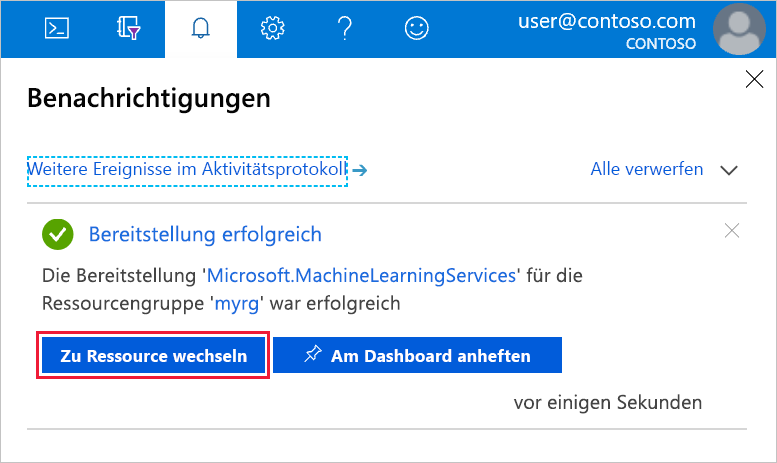 user@contoso.com
CONTOSO
Benachrichtigungen
Weitere Ereignisse im Aktivitätsprotokoll
Alle verwerfen
Bereitstellung erfolgreich
Die Bereitstellung 'Microsoft.MachineLearningServices' für die
Ressourcengruppe 'myrg' war erfolgreich
Zu Ressource wechseln
Am Dashboard anheften
vor einigen Sekunden